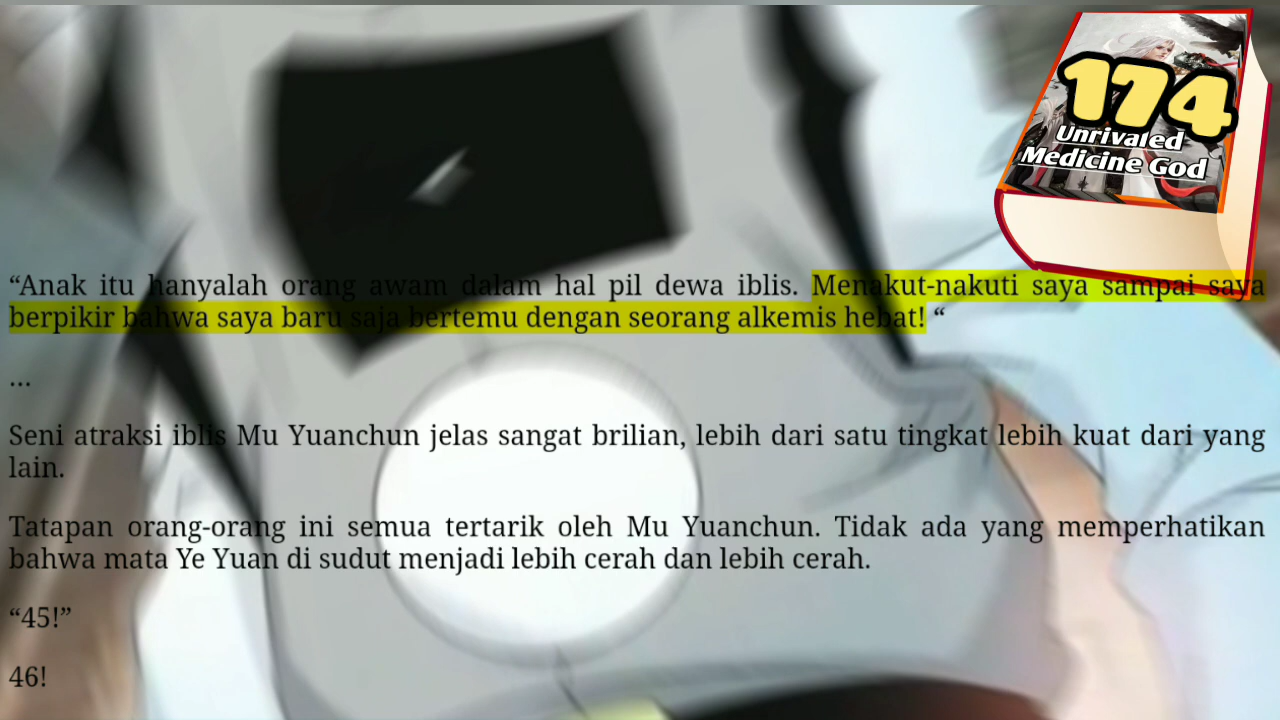 174
Unrivaled
Medicine God
“Anak itu hanyalah orang awam dalam hal pil dewa iblis. Menakut-nakuti saya sampai saya
berpikir bahwa saya baru saja bertemu dengan seorang alkemis hebat! “
...
Seni atraksi iblis Mu Yuanchun jelas sangat brilian, lebih dari satu tingkat lebih kuat dari yang
lain.
Tatapan orang-orang ini semua tertarik oleh Mu Yuanchun. Tidak ada yang memperhatikan
bahwa mata Ye Yuan di sudut menjadi lebih cerah dan lebih cerah.
“45!”
46!